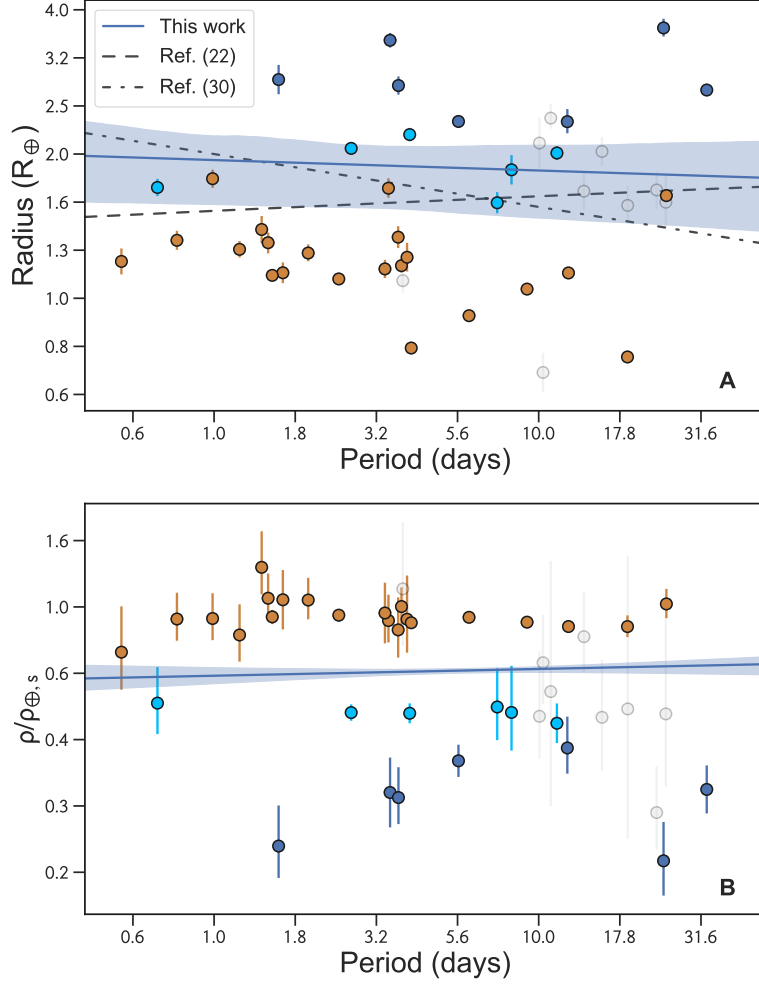 4.0
3.2
2.5
2.0
1.6
1.3
1.0
0.8
0.6
Radius (R⊕)
This work
Ref. (22)
Ref. (30)
A
0.6 1.0 1.8 3.2 5.6 10.0 17.8 31.6
Period (days)
1.6
1.0
0.6
0.4
0.3
0.2
ρ/ρ⊕,s
B
0.6 1.0 1.8 3.2 5.6 10.0 17.8 31.6
Period (days)